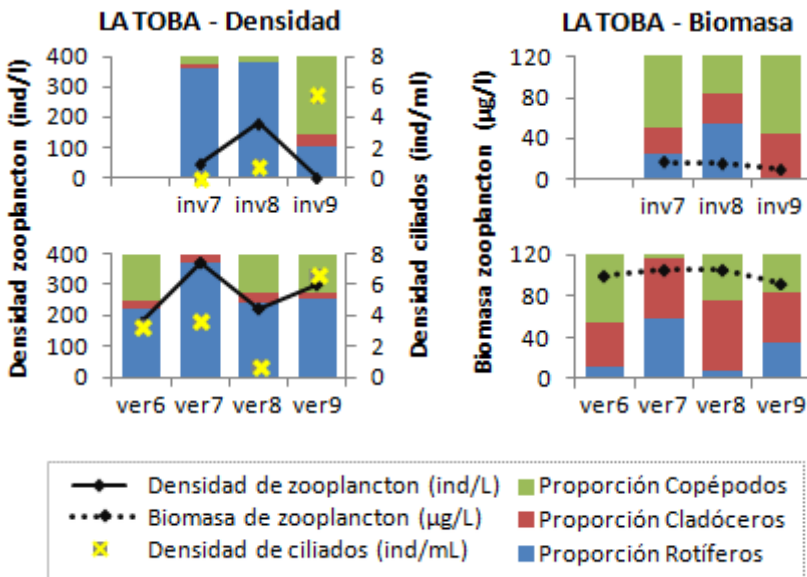 LA TOBA - Densidad
LA TOBA - Biomasa
Densidad zooplancton (ind/l)
400
300
200
100
0
8
6
4
2
0
inv7 inv8 inv9
400
300
200
100
0
8
6
4
2
0
ver6 ver7 ver8 ver9
Densidad ciliados (ind/ml)
Biomasa zooplancton (µg/l)
120
80
40
0
inv7 inv8 inv9
120
80
40
0
ver6 ver7 ver8 ver9
Densidad de zooplancton (ind/L)
Biomasa de zooplancton (µg/L)
Densidad de ciliados (ind/mL)
Proporción Copépodos
Proporción Cladóceros
Proporción Rotíferos